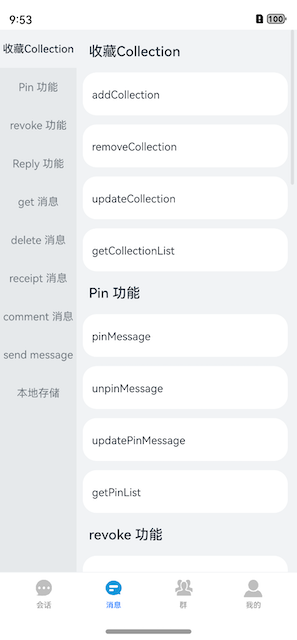 9:53
100
收藏Collection
Pin 功能
revoke 功能
Reply 功能
get 消息
delete 消息
receipt 消息
comment 消息
send message
本地存储
收藏Collection
addCollection
removeCollection
updateCollection
getCollectionList
Pin 功能
pinMessage
unpinMessage
updatePinMessage
getPinList
revoke 功能
会话
消息
群
我的